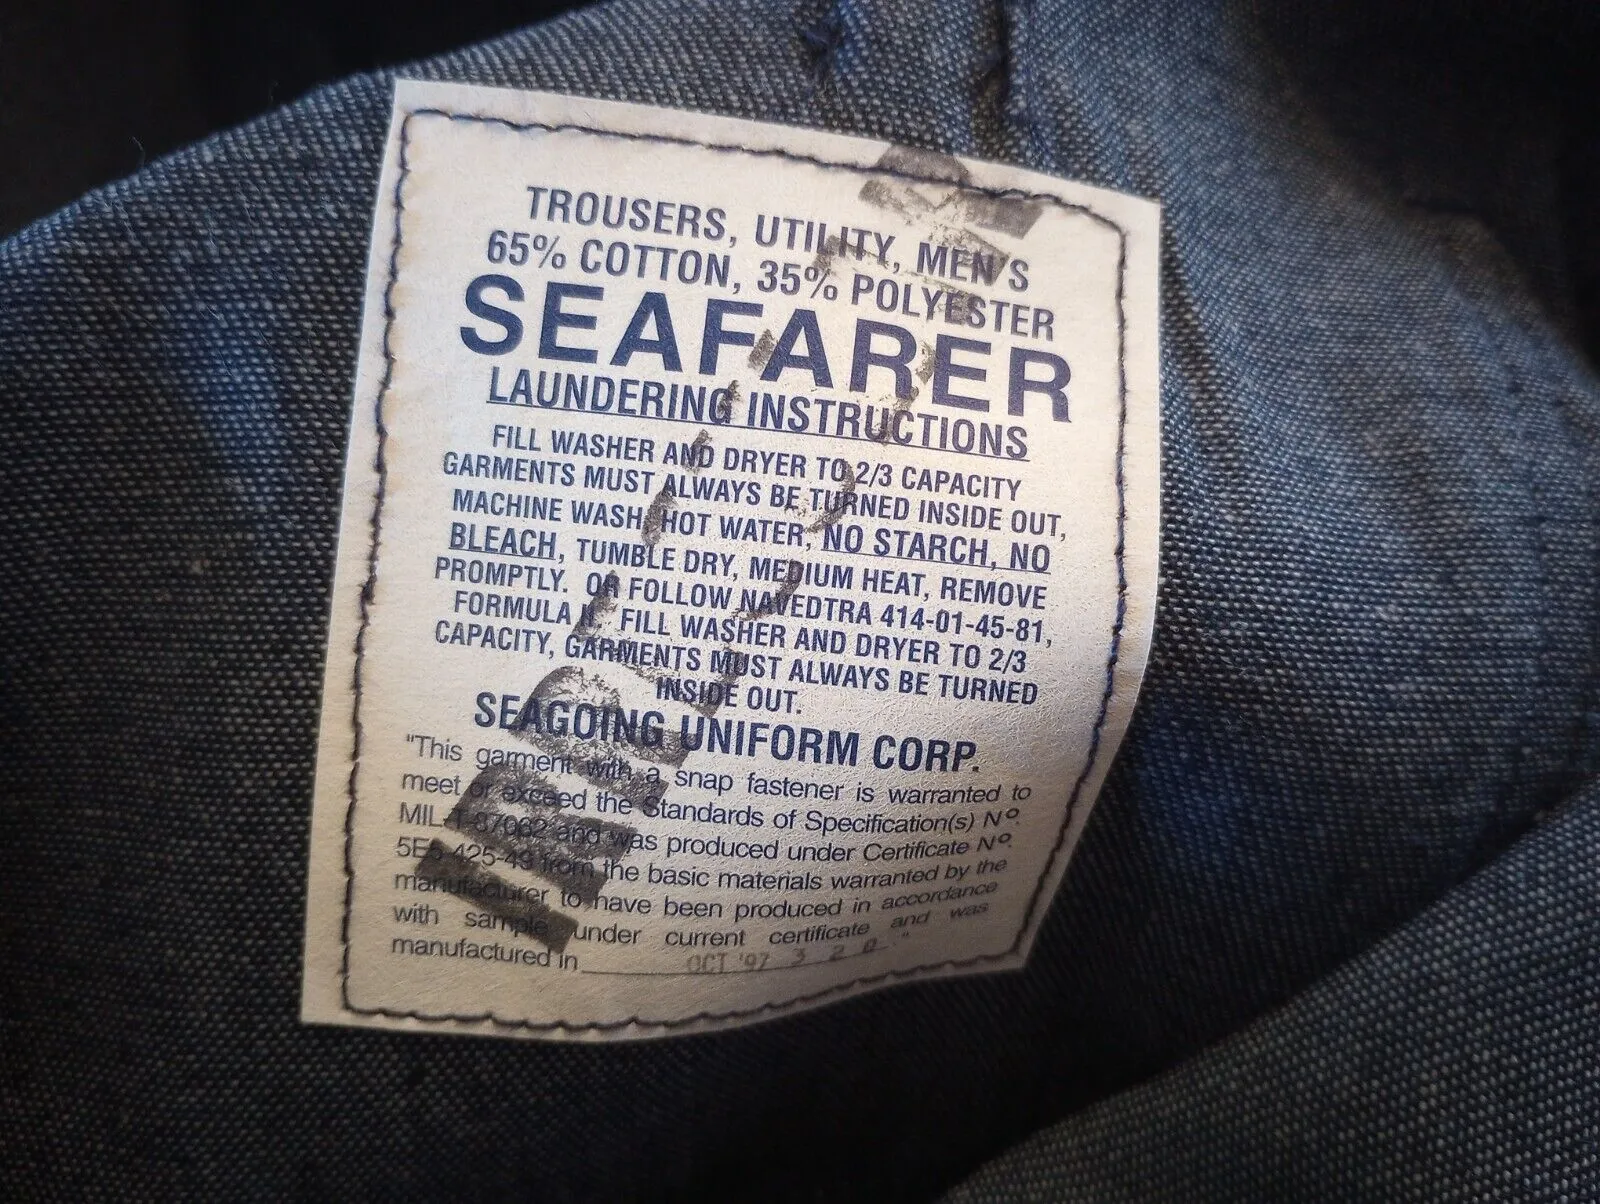 TROUSERS, UTILITY, MEN'S
65% COTTON, 35% POLYESTER
SEAFARER
LAUNDERING INSTRUCTIONS
FILL WASHER AND DRYER TO 2/3 CAPACITY
GARMENTS MUST ALWAYS BE TURNED INSIDE OUT,
MACHINE WASH, HOT WATER, NO STARCH, NO
BLEACH, TUMBLE DRY, MEDIUM HEAT, REMOVE
PROMPTLY. OR FOLLOW NAVEDTRA 414-01-45-81,
FORMULA FILL WASHER AND DRYER TO 2/3
CAPACITY, GARMENTS MUST ALWAYS BE TURNED
INSIDE OUT.
SEAGOING UNIFORM CORP.
"This garment with a snap fastener is warranted to
meet or exceed the Standards of Specification(s) Nº.
MIL-T-87062 and was produced under Certificate Nº.
from the basic materials warranted by the
manufacturer to have been produced in accordance
with sample under current certificate and was
manufactured in OCT '97 3 2 0."